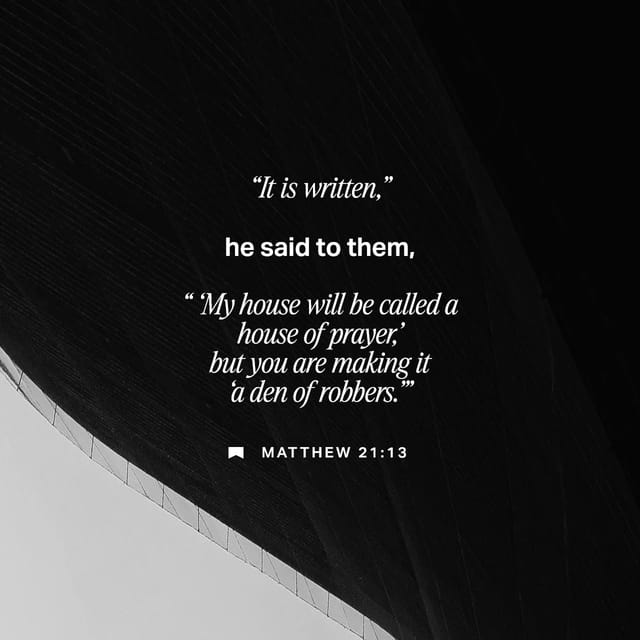 “It is written,”
he said to them,
“ ‘My house will be called a
house of prayer,’
but you are making it
‘a den of robbers.’”
MATTHEW 21:13